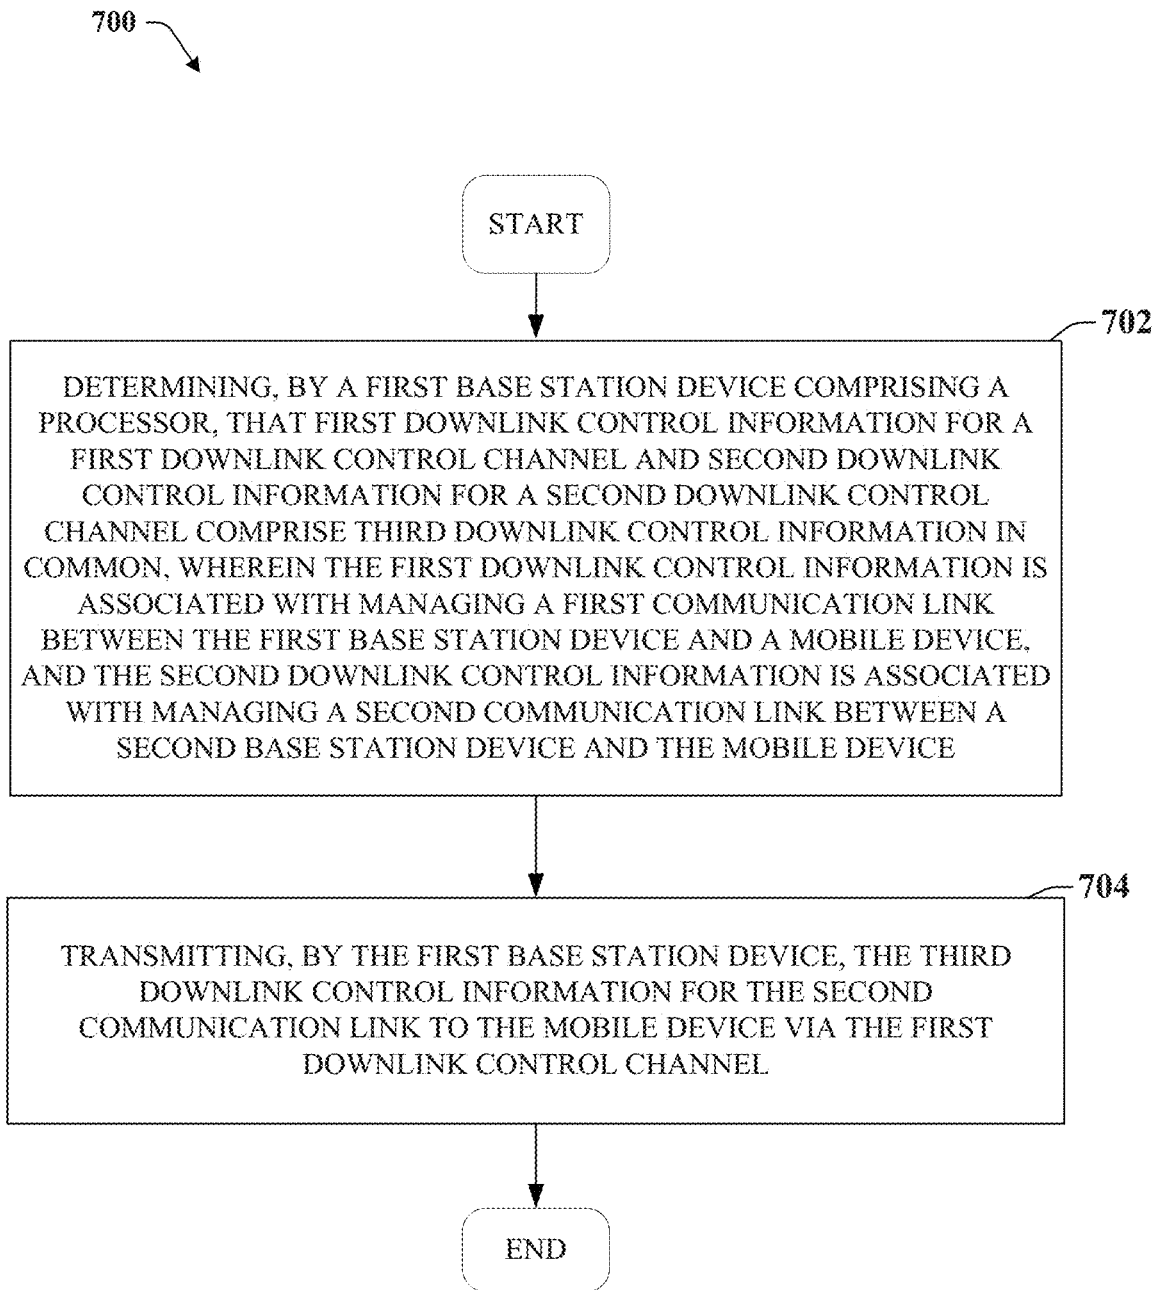 700
START
702
DETERMINING, BY A FIRST BASE STATION DEVICE COMPRISING A
PROCESSOR, THAT FIRST DOWNLINK CONTROL INFORMATION FOR A
FIRST DOWNLINK CONTROL CHANNEL AND SECOND DOWNLINK
CONTROL INFORMATION FOR A SECOND DOWNLINK CONTROL
CHANNEL COMPRISE THIRD DOWNLINK CONTROL INFORMATION IN
COMMON, WHEREIN THE FIRST DOWNLINK CONTROL INFORMATION IS
ASSOCIATED WITH MANAGING A FIRST COMMUNICATION LINK
BETWEEN THE FIRST BASE STATION DEVICE AND A MOBILE DEVICE,
AND THE SECOND DOWNLINK CONTROL INFORMATION IS ASSOCIATED
WITH MANAGING A SECOND COMMUNICATION LINK BETWEEN A
SECOND BASE STATION DEVICE AND THE MOBILE DEVICE
704
TRANSMITTING, BY THE FIRST BASE STATION DEVICE, THE THIRD
DOWNLINK CONTROL INFORMATION FOR THE SECOND
COMMUNICATION LINK TO THE MOBILE DEVICE VIA THE FIRST
DOWNLINK CONTROL CHANNEL
END